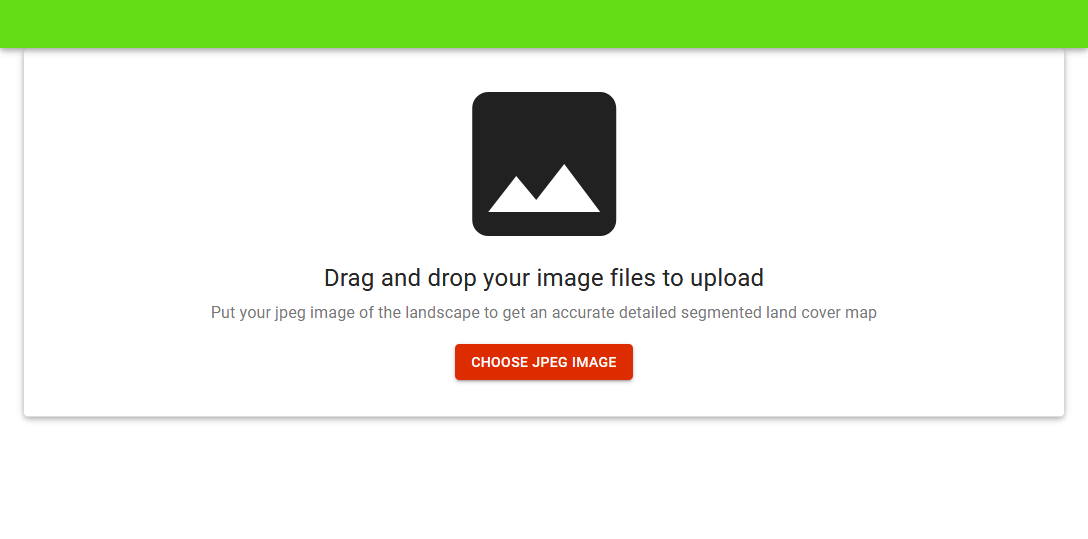 Drag and drop your image files to upload
Put your jpeg image of the landscape to get an accurate detailed segmented land cover map
CHOOSE JPEG IMAGE